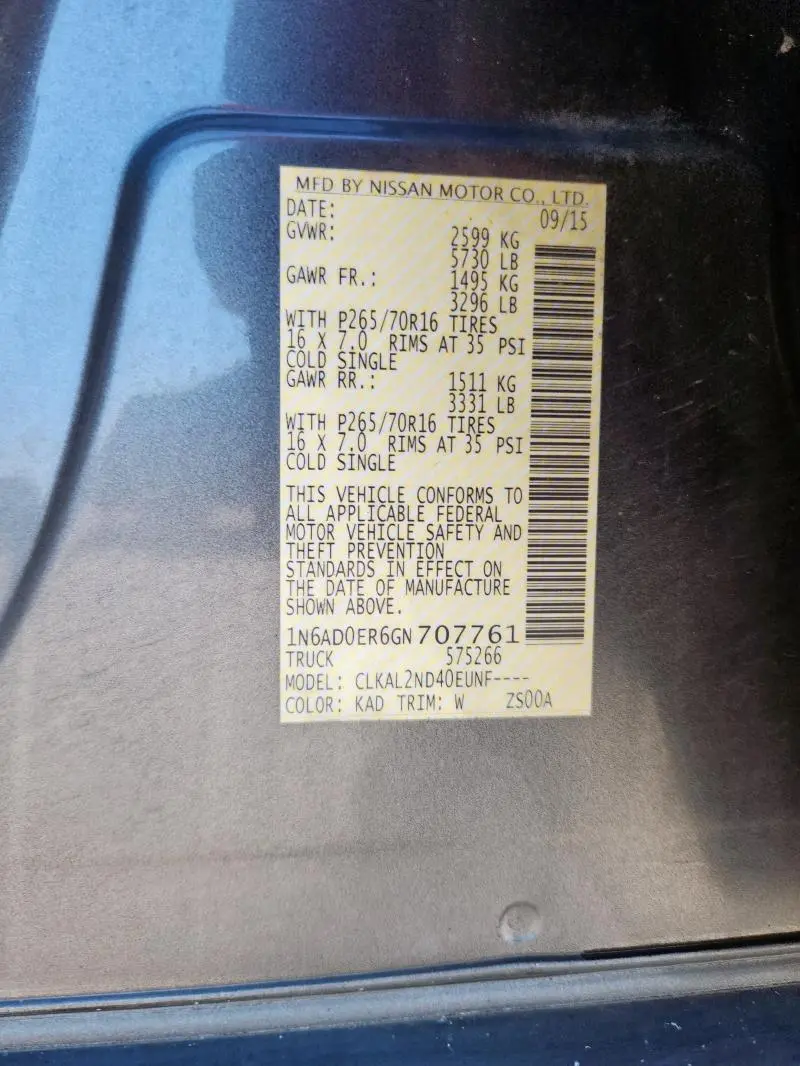 MFD BY NISSAN MOTOR CO., LTD.
DATE: 09/15
GVWR: 2599 KG
5730 LB
GAWR FR.: 1495 KG
3296 LB
WITH P265/70R16 TIRES
16 X 7.0 RIMS AT 35 PSI
COLD SINGLE
GAWR RR.: 1511 KG
3331 LB
WITH P265/70R16 TIRES
16 X 7.0 RIMS AT 35 PSI
COLD SINGLE
THIS VEHICLE CONFORMS TO
ALL APPLICABLE FEDERAL
MOTOR VEHICLE SAFETY AND
THEFT PREVENTION
STANDARDS IN EFFECT ON
THE DATE OF MANUFACTURE
SHOWN ABOVE.
1N6AD0ER6GN707761
TRUCK 575266
MODEL: CLKAL2ND40EUNF----
COLOR: KAD TRIM: W ZS00A